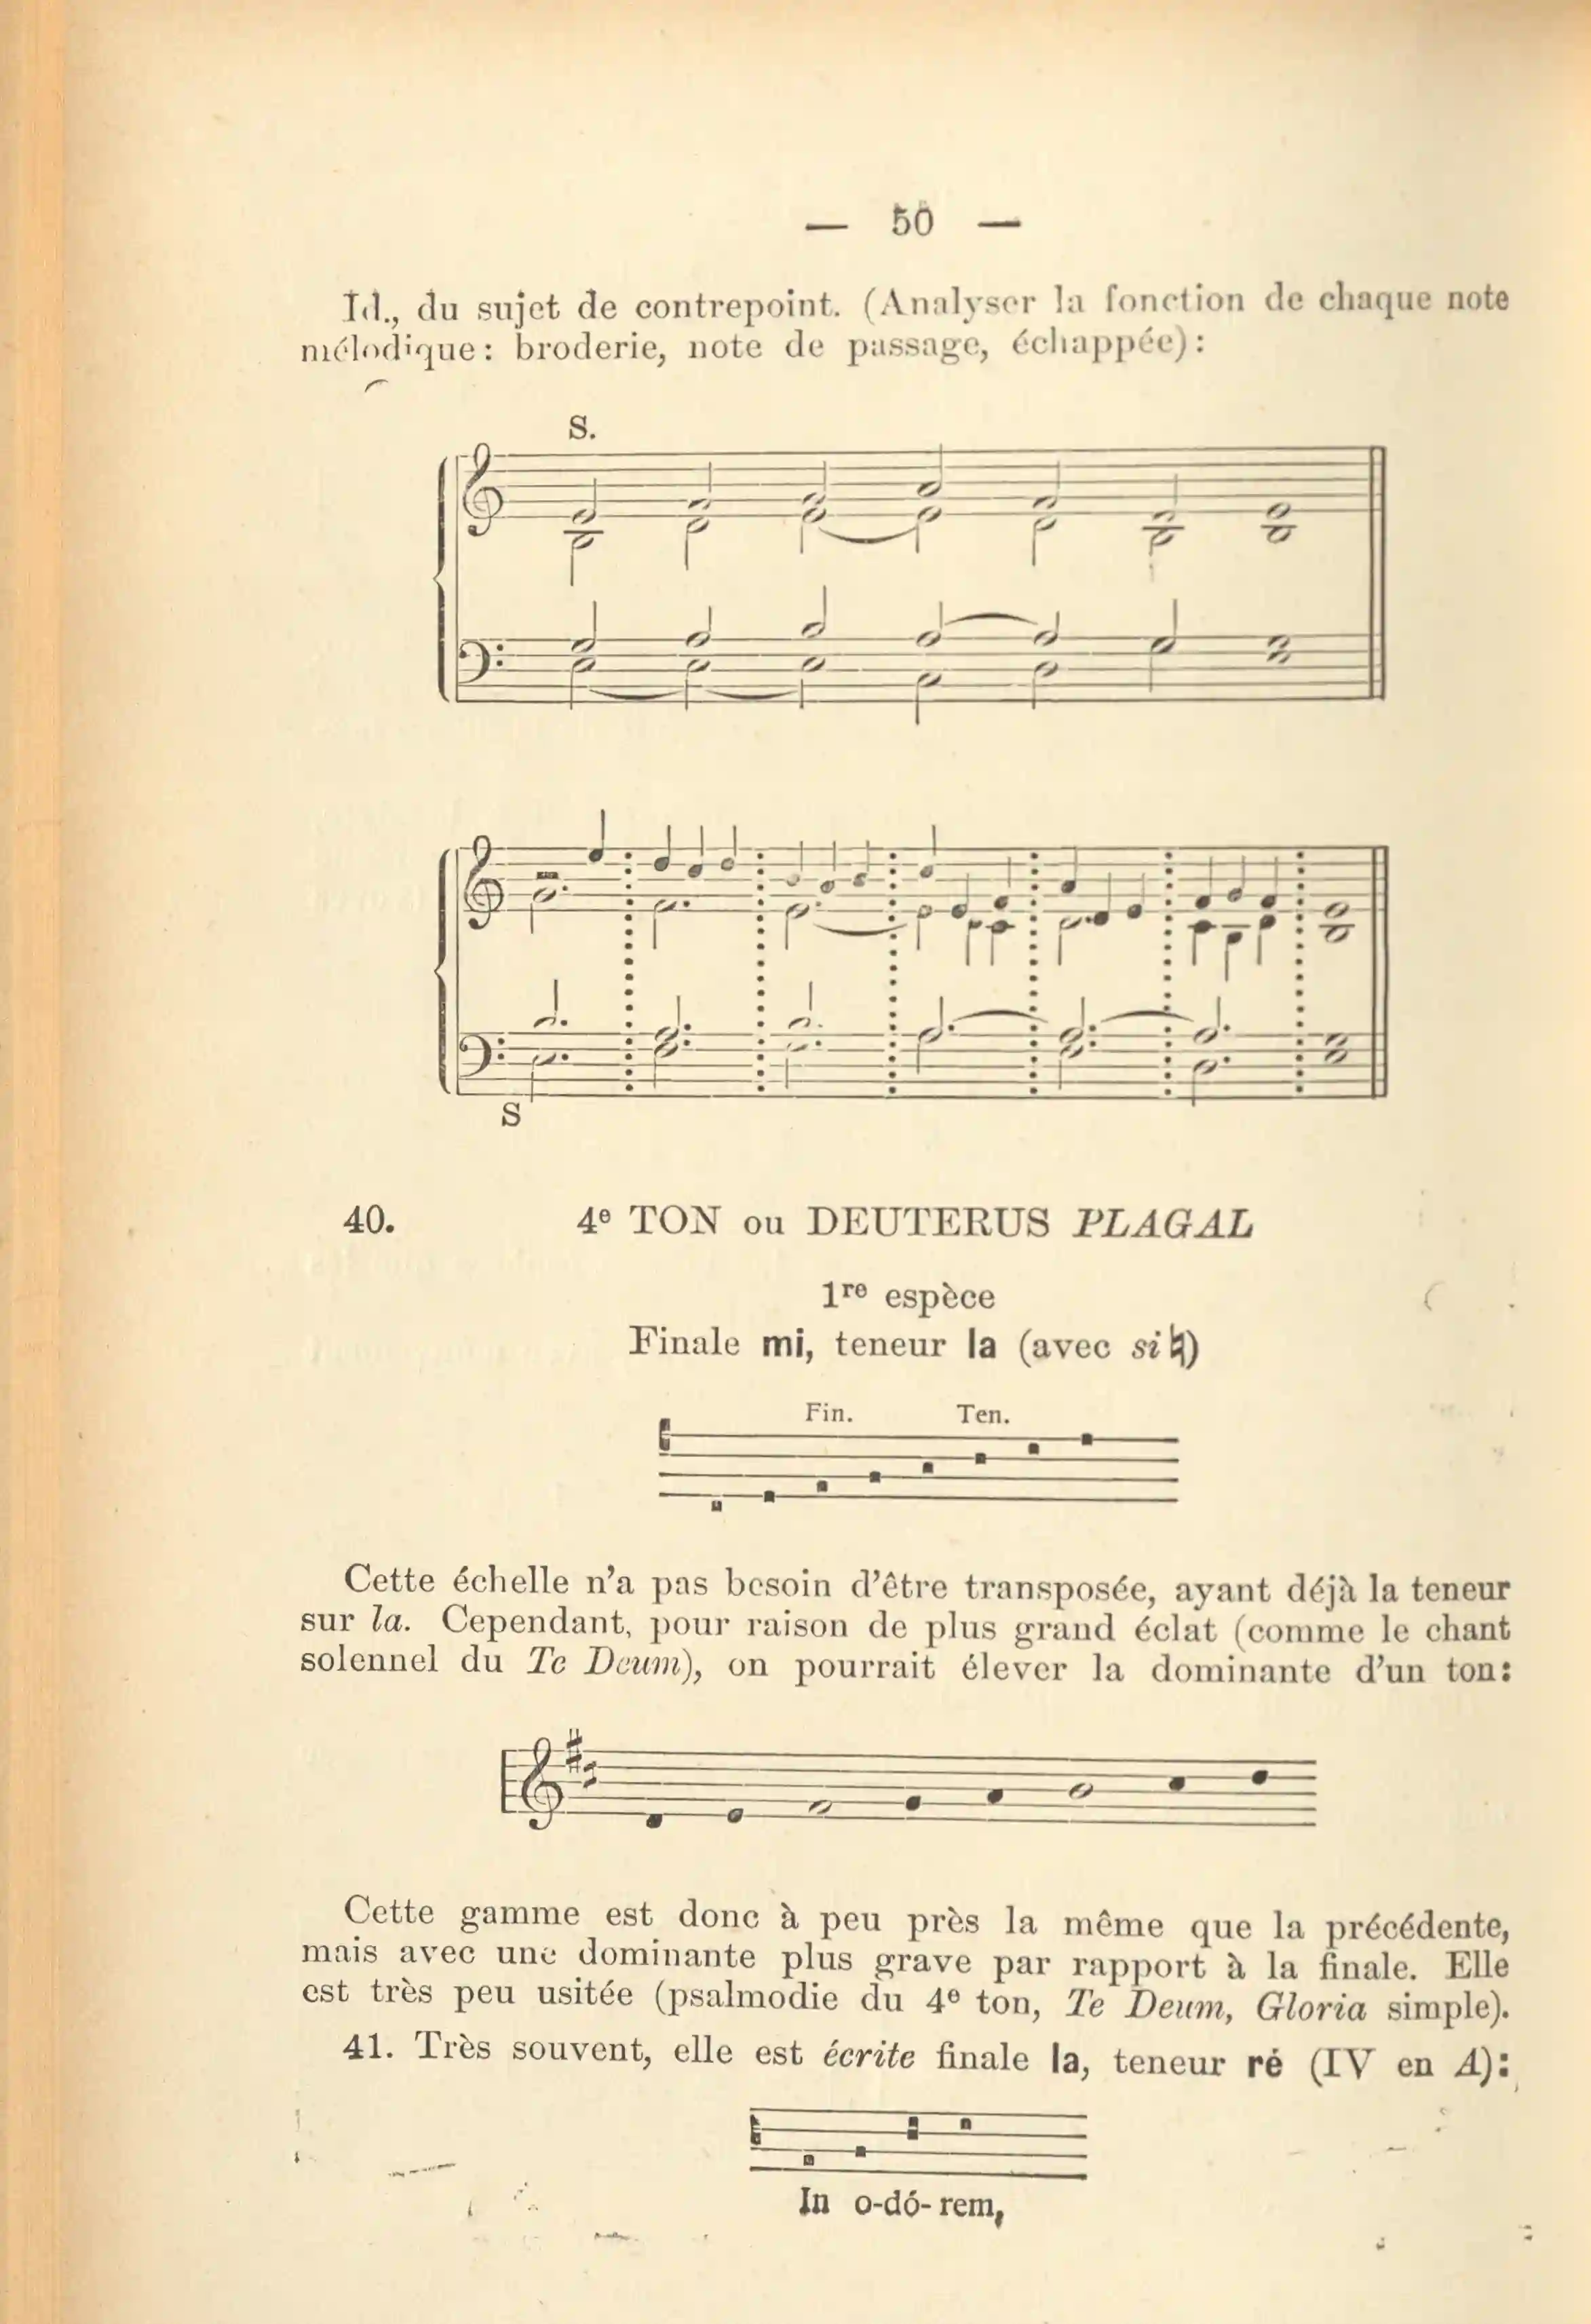 — 50 —
Id., du sujet de contrepoint. (Analyser la fonction de chaque note
mélodique: broderie, note de passage, échappée):
S.
S
40. 4e TON ou DEUTERUS PLAGAL
1re espèce
Finale mi, teneur la (avec si♮)
Fin. Ten.
Cette échelle n'a pas besoin d'être transposée, ayant déjà la teneur
sur la. Cependant, pour raison de plus grand éclat (comme le chant
solennel du Te Deum), on pourrait élever la dominante d'un ton:
Cette gamme est donc à peu près la même que la précédente,
mais avec une dominante plus grave par rapport à la finale. Elle
est très peu usitée (psalmodie du 4e ton, Te Deum, Gloria simple).
41. Très souvent, elle est écrite finale la, teneur ré (IV en A):
In o-dó-rem,